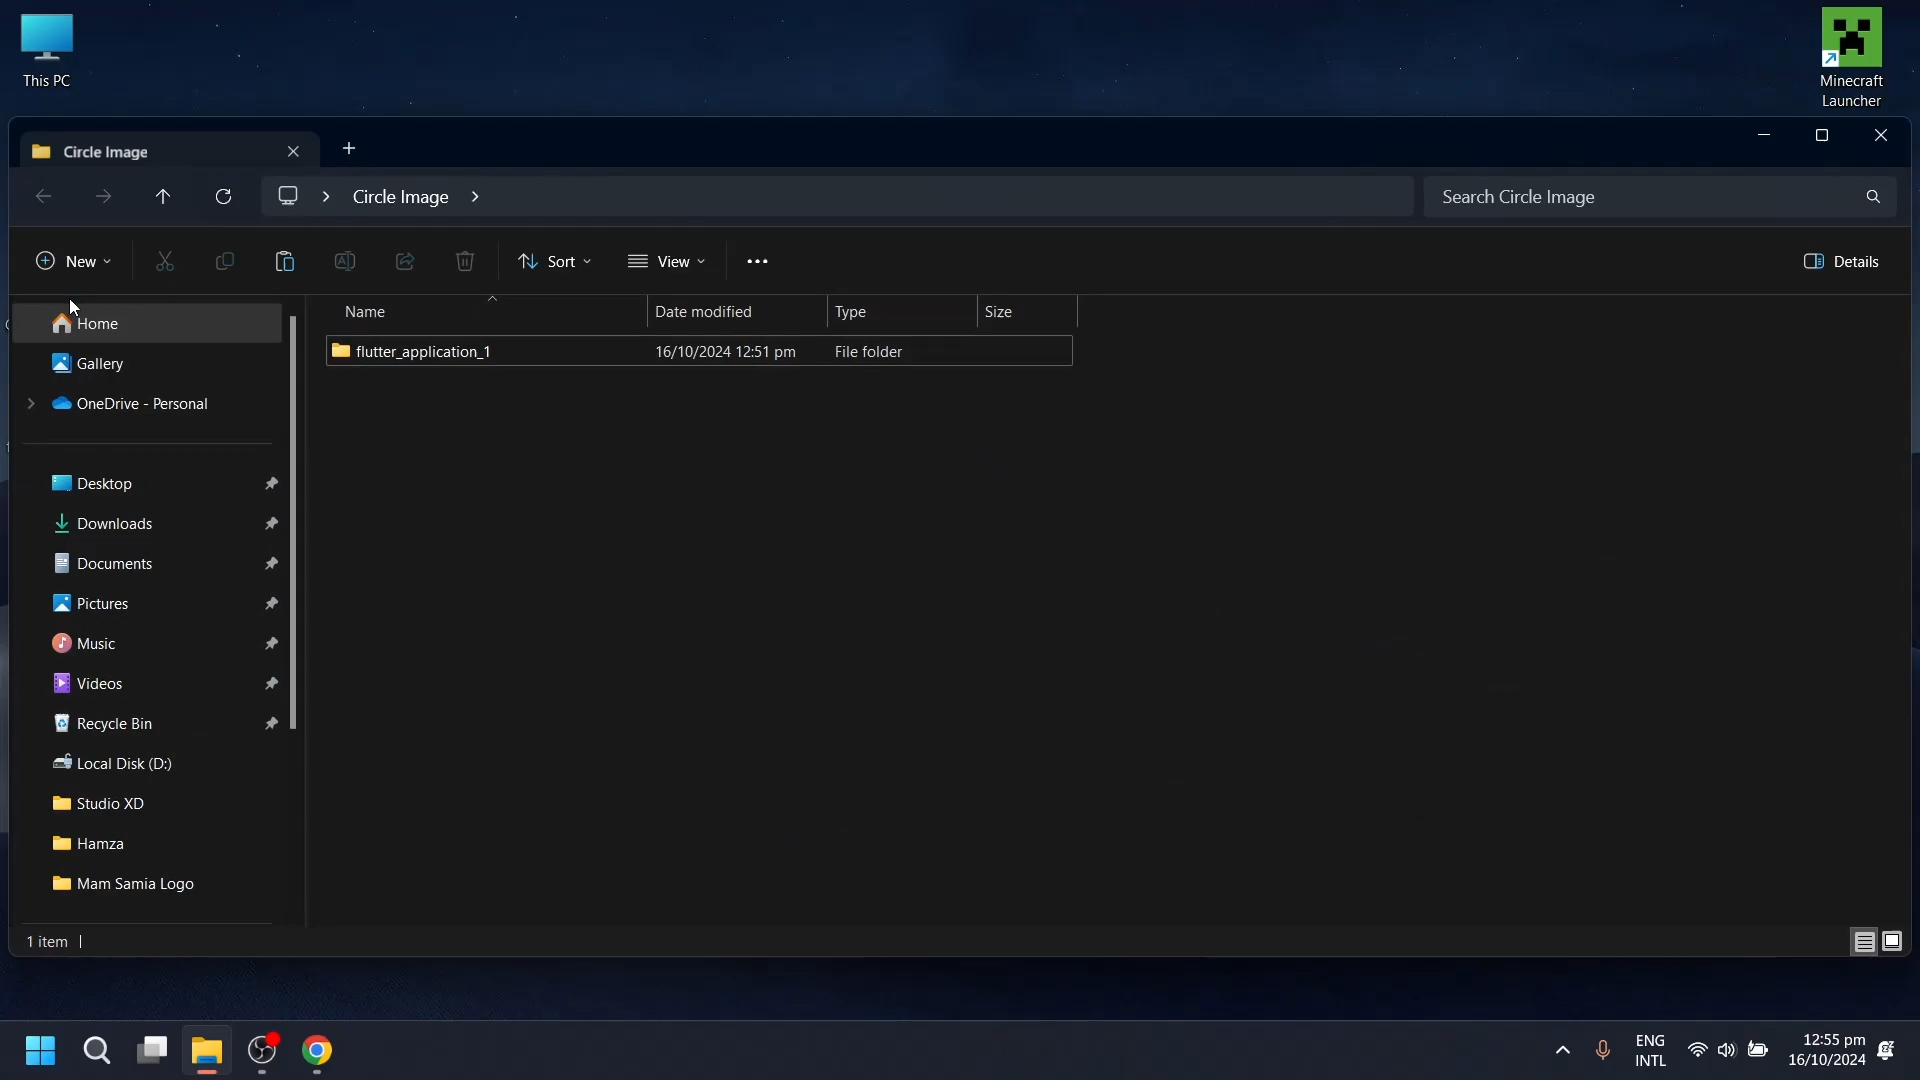 This PC
Minecraft
Launcher
Circle Image
Circle Image
Search Circle Image
New
Sort
View
Details
Name
Date modified
Type
Size
flutter_application_1
16/10/2024 12:51 pm
File folder
Home
Gallery
OneDrive - Personal
Desktop
Downloads
Documents
Pictures
Music
Videos
Recycle Bin
Local Disk (D:)
Studio XD
Hamza
Mam Samia Logo
1 item
ENG
INTL
12:55 pm
16/10/2024